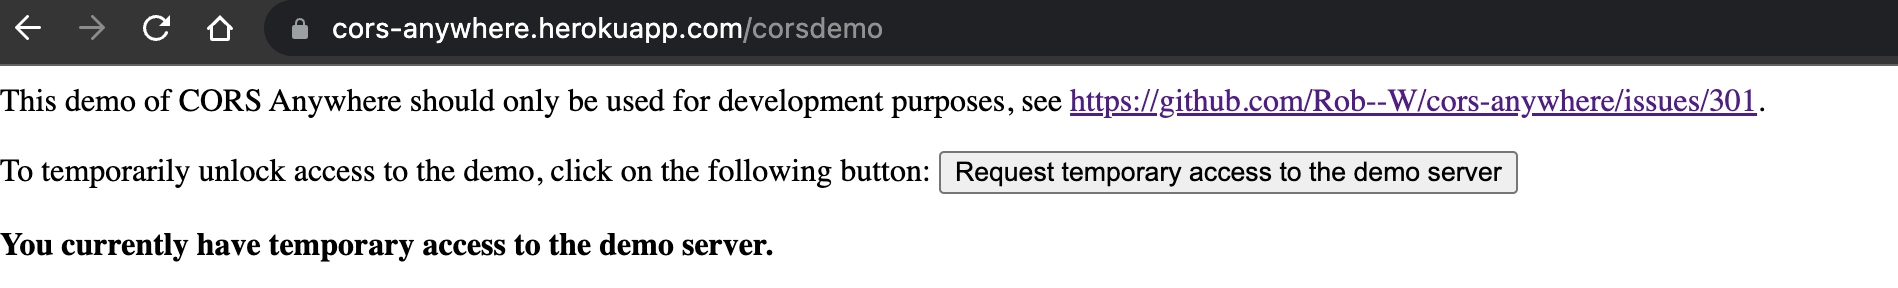 cors-anywhere.herokuapp.com/corsdemo
This demo of CORS Anywhere should only be used for development purposes, see https://github.com/Rob--W/cors-anywhere/issues/301.
To temporarily unlock access to the demo, click on the following button: Request temporary access to the demo server
You currently have temporary access to the demo server.